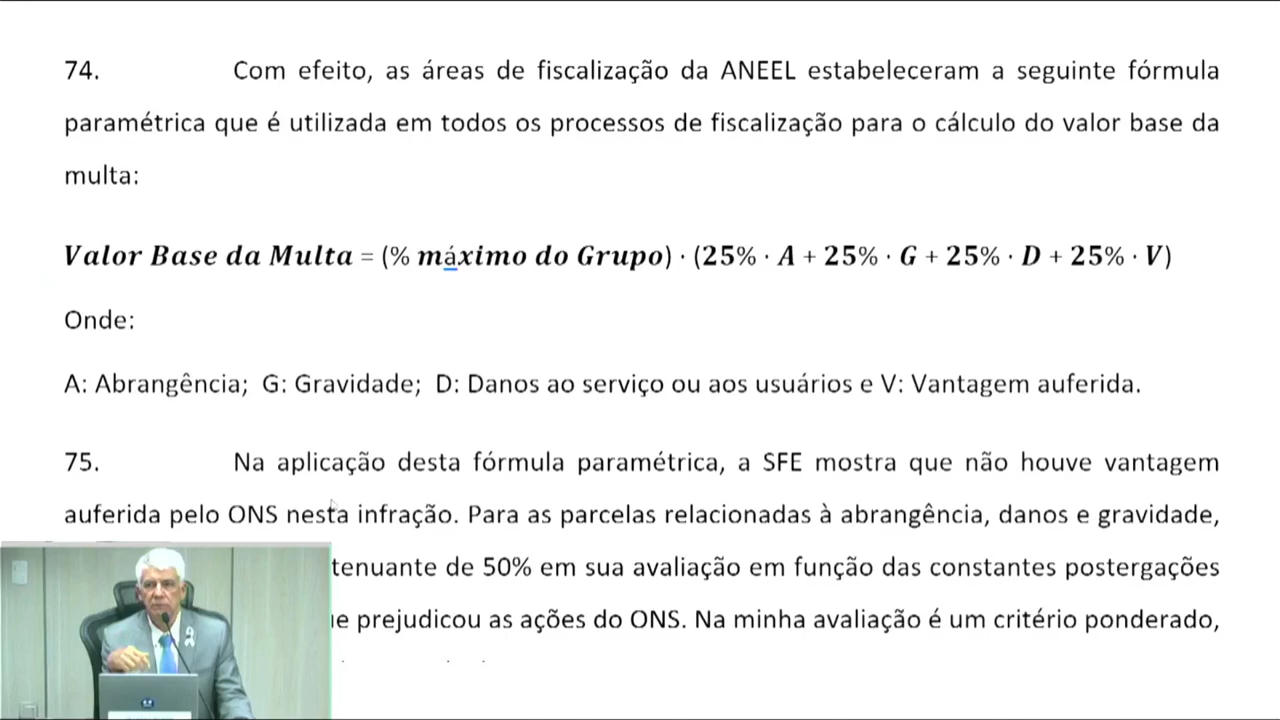 74. Com efeito, as áreas de fiscalização da ANEEL estabeleceram a seguinte fórmula
paramétrica que é utilizada em todos os processos de fiscalização para o cálculo do valor base da
multa:
Valor Base da Multa = (% máximo do Grupo) · (25% · A + 25% · G + 25% · D + 25% · V)
Onde:
A: Abrangência; G: Gravidade; D: Danos ao serviço ou aos usuários e V: Vantagem auferida.
75. Na aplicação desta fórmula paramétrica, a SFE mostra que não houve vantagem
auferida pelo ONS nesta infração. Para as parcelas relacionadas à abrangência, danos e gravidade,
tenuante de 50% em sua avaliação em função das constantes postergações
e prejudicou as ações do ONS. Na minha avaliação é um critério ponderado,